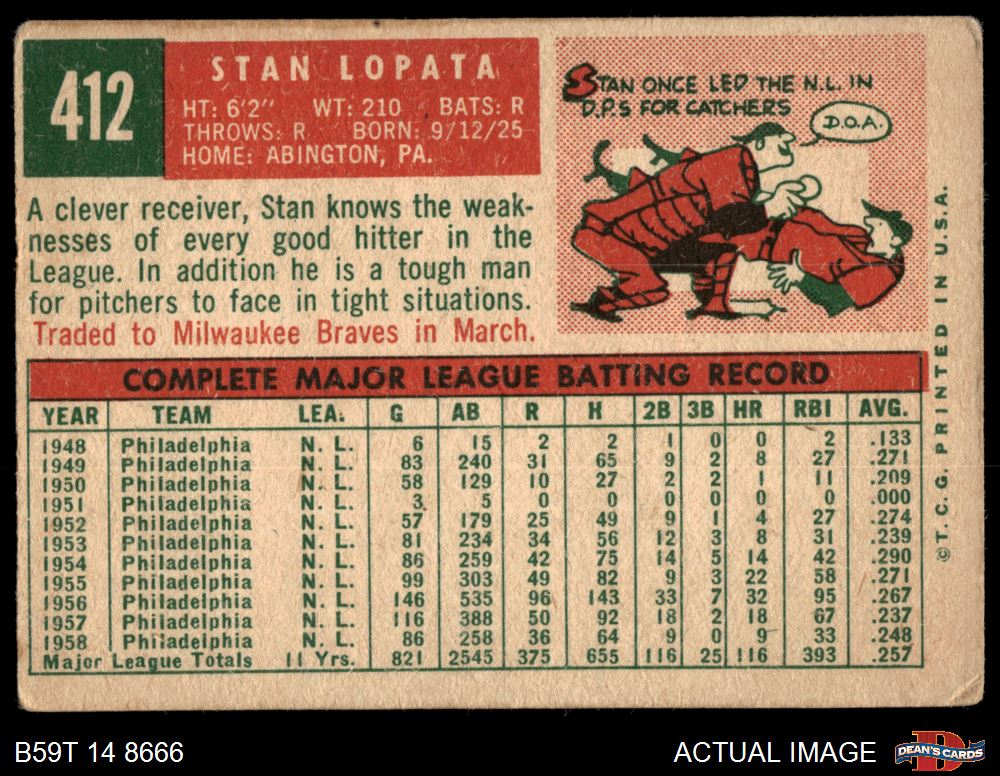 412
STAN LOPATA
HT: 6'2" WT: 210 BATS: R
THROWS: R. BORN: 9/12/25
HOME: ABINGTON, PA.
STAN ONCE LED THE N.L. IN
D.P.S FOR CATCHERS
D.O.A.
A clever receiver, Stan knows the weak-
nesses of every good hitter in the
League. In addition he is a tough man
for pitchers to face in tight situations.
Traded to Milwaukee Braves in March.
COMPLETE MAJOR LEAGUE BATTING RECORD
YEAR TEAM LEA. G AB R H 2B 3B HR RBI AVG.
1948 Philadelphia N. L. 6 15 2 2 1 0 0 2 .133
1949 Philadelphia N. L. 83 240 31 65 9 2 8 27 .271
1950 Philadelphia N. L. 58 129 10 27 2 2 1 11 .209
1951 Philadelphia N. L. 3 5 0 0 0 0 0 0 .000
1952 Philadelphia N. L. 57 179 25 49 9 1 4 27 .274
1953 Philadelphia N. L. 81 234 34 56 12 3 8 31 .239
1954 Philadelphia N. L. 86 259 42 75 14 5 14 42 .290
1955 Philadelphia N. L. 99 303 49 82 9 3 22 58 .271
1956 Philadelphia N. L. 146 535 96 143 33 7 32 95 .267
1957 Philadelphia N. L. 116 388 50 92 18 2 18 67 .237
1958 Philadelphia N. L. 86 258 36 64 9 0 9 33 .248
Major League Totals 11 Yrs. 821 2545 375 655 116 25 116 393 .257
© T. C. G. PRINTED IN U.S.A.
B59T 14 8666
ACTUAL IMAGE
D
DEAN'S CARDS